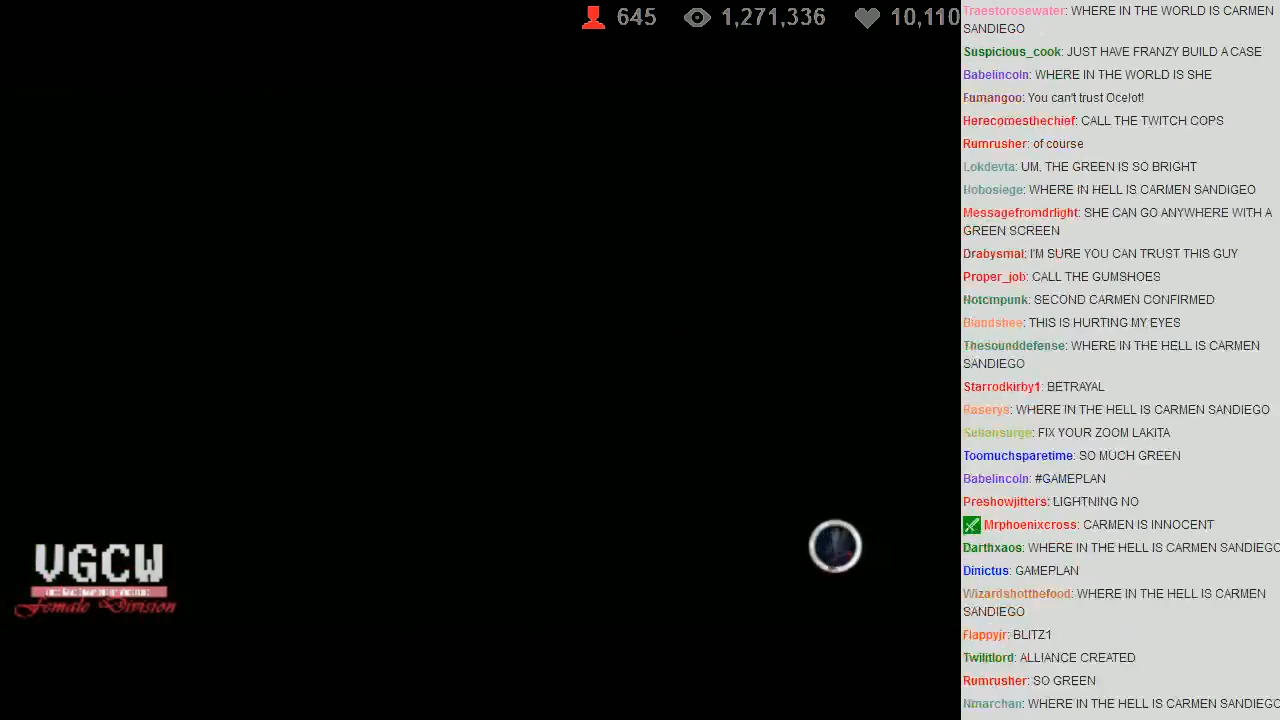 645 1,271,336 10,110
Traestorosewater: WHERE IN THE WORLD IS CARMEN
SANDIEGO
Suspicious_cook: JUST HAVE FRANZY BUILD A CASE
Babelincoln: WHERE IN THE WORLD IS SHE
Fumangoo: You can't trust Ocelot!
Herecomesthechief: CALL THE TWITCH COPS
Rumrusher: of course
Lokdevta: UM, THE GREEN IS SO BRIGHT
Hobosiege: WHERE IN HELL IS CARMEN SANDIGEO
Messagefromdrlight: SHE CAN GO ANYWHERE WITH A
GREEN SCREEN
Drabysmal: I'M SURE YOU CAN TRUST THIS GUY
Proper_job: CALL THE GUMSHOES
Notcmpunk: SECOND CARMEN CONFIRMED
Blandshee: THIS IS HURTING MY EYES
Thesounddefense: WHERE IN THE HELL IS CARMEN
SANDIEGO
Starrodkirby1: BETRAYAL
Raserys: WHERE IN THE HELL IS CARMEN SANDIEGO
FIX YOUR ZOOM LAKITA
Toomuchsparetime: SO MUCH GREEN
Babelincoln: #GAMEPLAN
Preshowjitters: LIGHTNING NO
Mrphoenixcross: CARMEN IS INNOCENT
Darthxaos: WHERE IN THE HELL IS CARMEN SANDIEGO
Dinictus: GAMEPLAN
Wizardshotthefood: WHERE IN THE HELL IS CARMEN
SANDIEGO
Flappyjr: BLITZ1
Twilitlord: ALLIANCE CREATED
Rumrusher: SO GREEN
Nmarchan: WHERE IN THE HELL IS CARMEN SANDIEGO
VGCW
Female Division